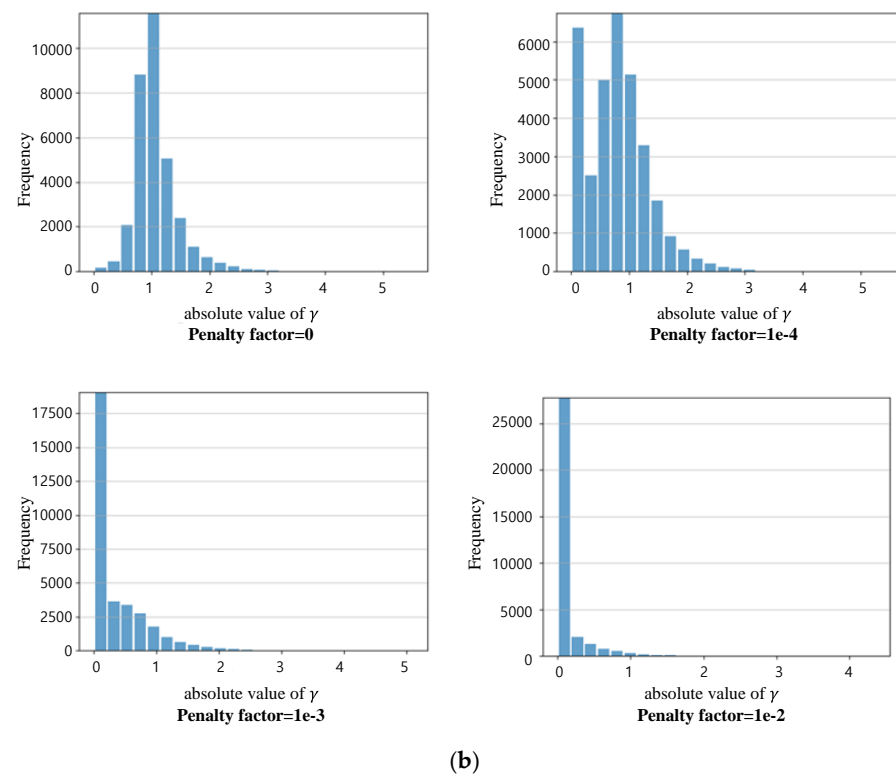 10000
8000
6000
4000
2000
0
Frequency
0 1 2 3 4 5
absolute value of γ
Penalty factor=0
6000
5000
4000
3000
2000
1000
0
Frequency
0 1 2 3 4 5
absolute value of γ
Penalty factor=1e-4
17500
15000
12500
10000
7500
5000
2500
0
Frequency
0 1 2 3 4 5
absolute value of γ
Penalty factor=1e-3
25000
20000
15000
10000
5000
0
Frequency
0 1 2 3 4
absolute value of γ
Penalty factor=1e-2
(b)